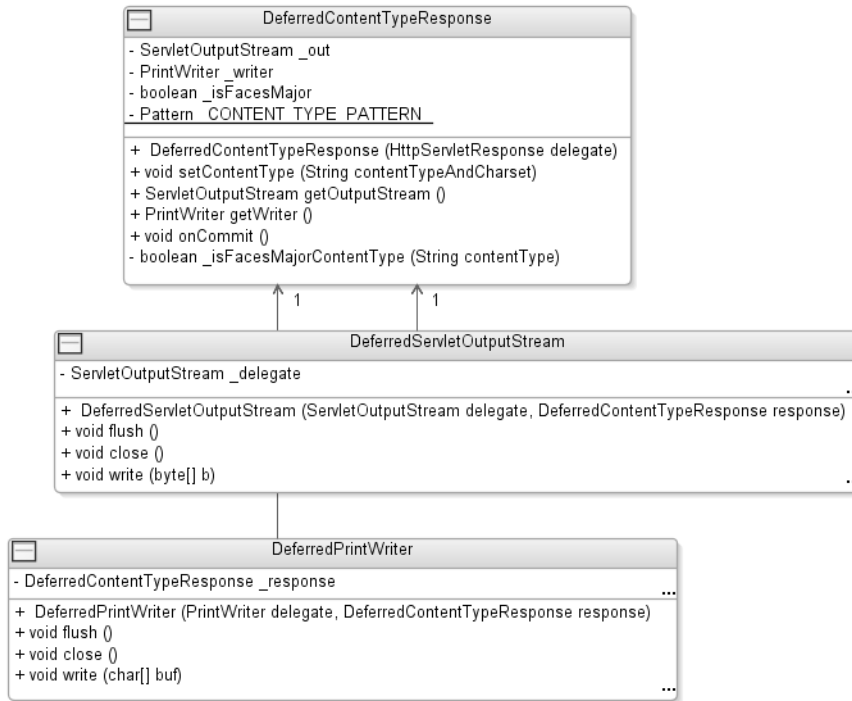 DeferredContentTypeResponse
- ServletOutputStream _out
- PrintWriter _writer
- boolean _isFacesMajor
- Pattern _CONTENT_TYPE_PATTERN_
+ DeferredContentTypeResponse (HttpServletResponse delegate)
+ void setContentType (String contentTypeAndCharset)
+ ServletOutputStream getOutputStream ()
+ PrintWriter getWriter ()
+ void onCommit ()
- boolean _isFacesMajorContentType (String contentType)
1 1
DeferredServletOutputStream
- ServletOutputStream _delegate
+ DeferredServletOutputStream (ServletOutputStream delegate, DeferredContentTypeResponse response)
+ void flush ()
+ void close ()
+ void write (byte[] b)
DeferredPrintWriter
- DeferredContentTypeResponse _response
...
+ DeferredPrintWriter (PrintWriter delegate, DeferredContentTypeResponse response)
+ void flush ()
+ void close ()
+ void write (char[] buf)
...